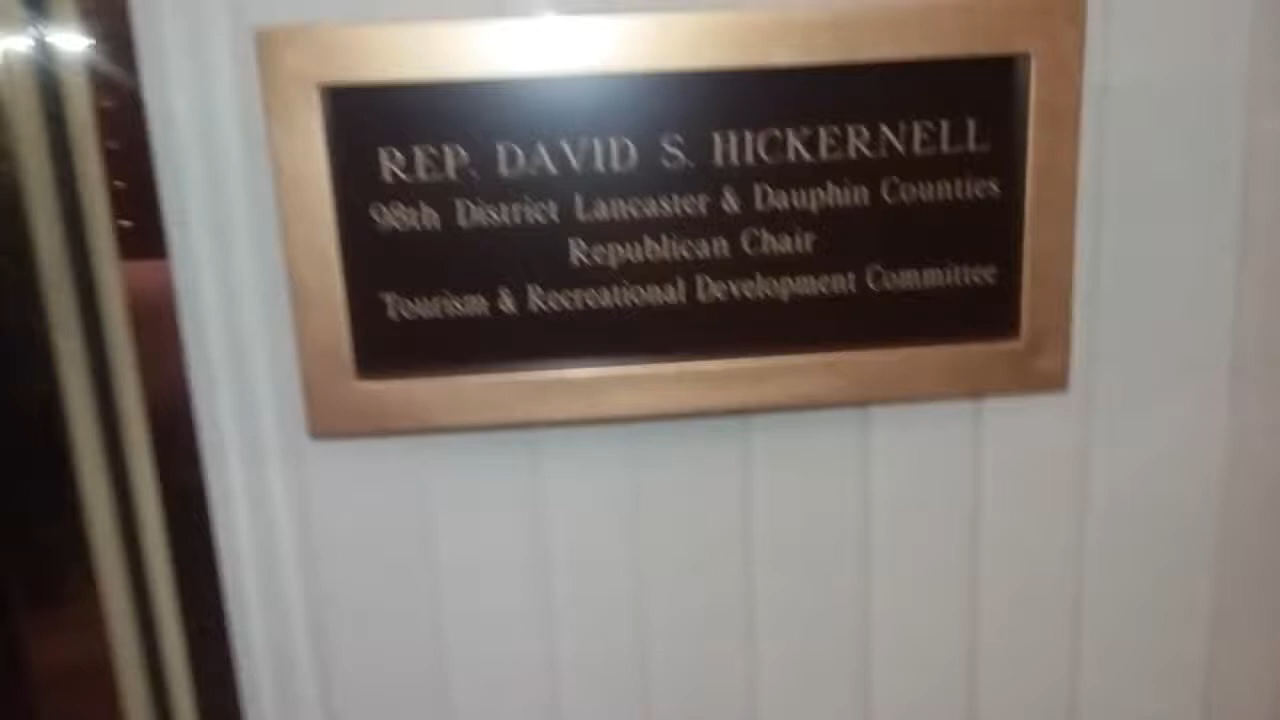 REP. DAVID S. HICKERNELL
98th District Lancaster & Dauphin Counties
Republican Chair
Tourism & Recreational Development Committee